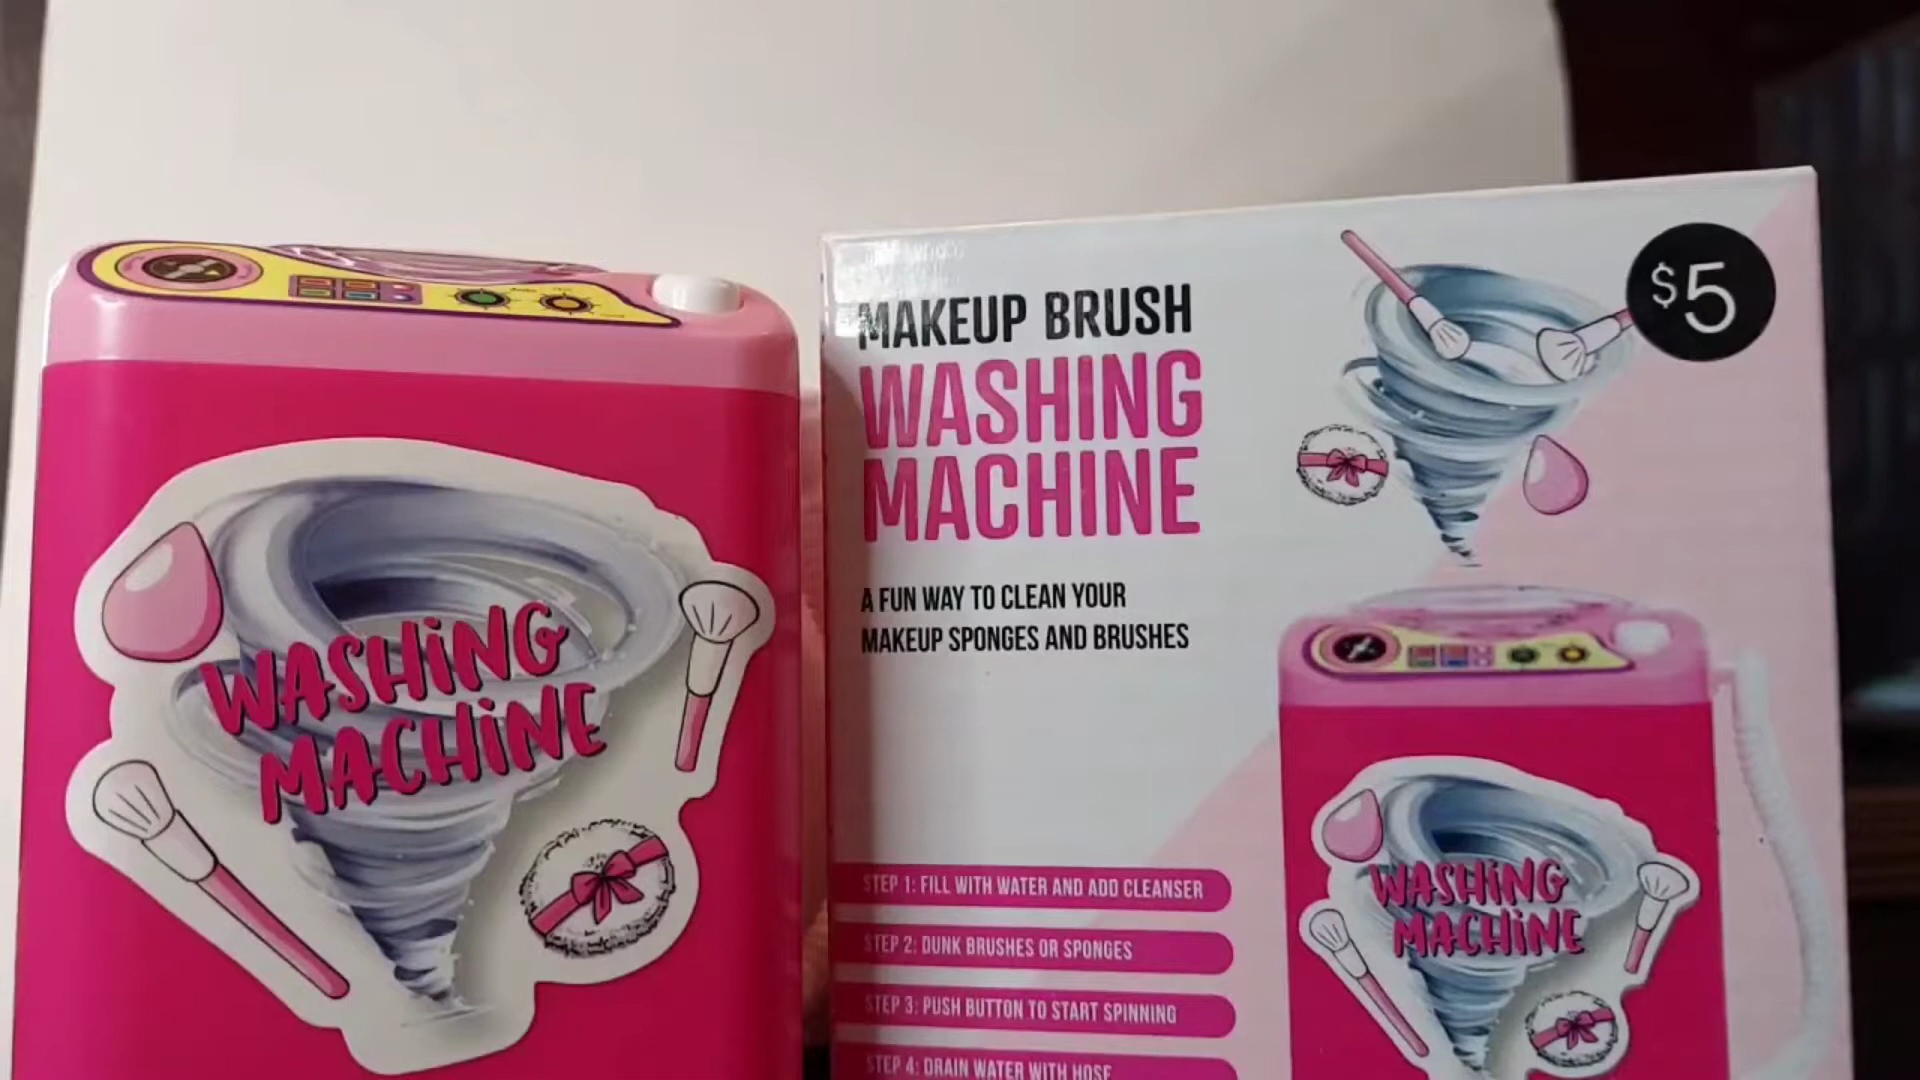 WASHiNG
MACHiNE
MAKEUP BRUSH
WASHING
MACHINE
$5
A FUN WAY TO CLEAN YOUR
MAKEUP SPONGES AND BRUSHES
STEP 1: FILL WITH WATER AND ADD CLEANSER
STEP 2: DUNK BRUSHES OR SPONGES
STEP 3: PUSH BUTTON TO START SPINNING
STEP 4: DRAIN WATER WITH HOSE
WASHiNG
MACHiNE